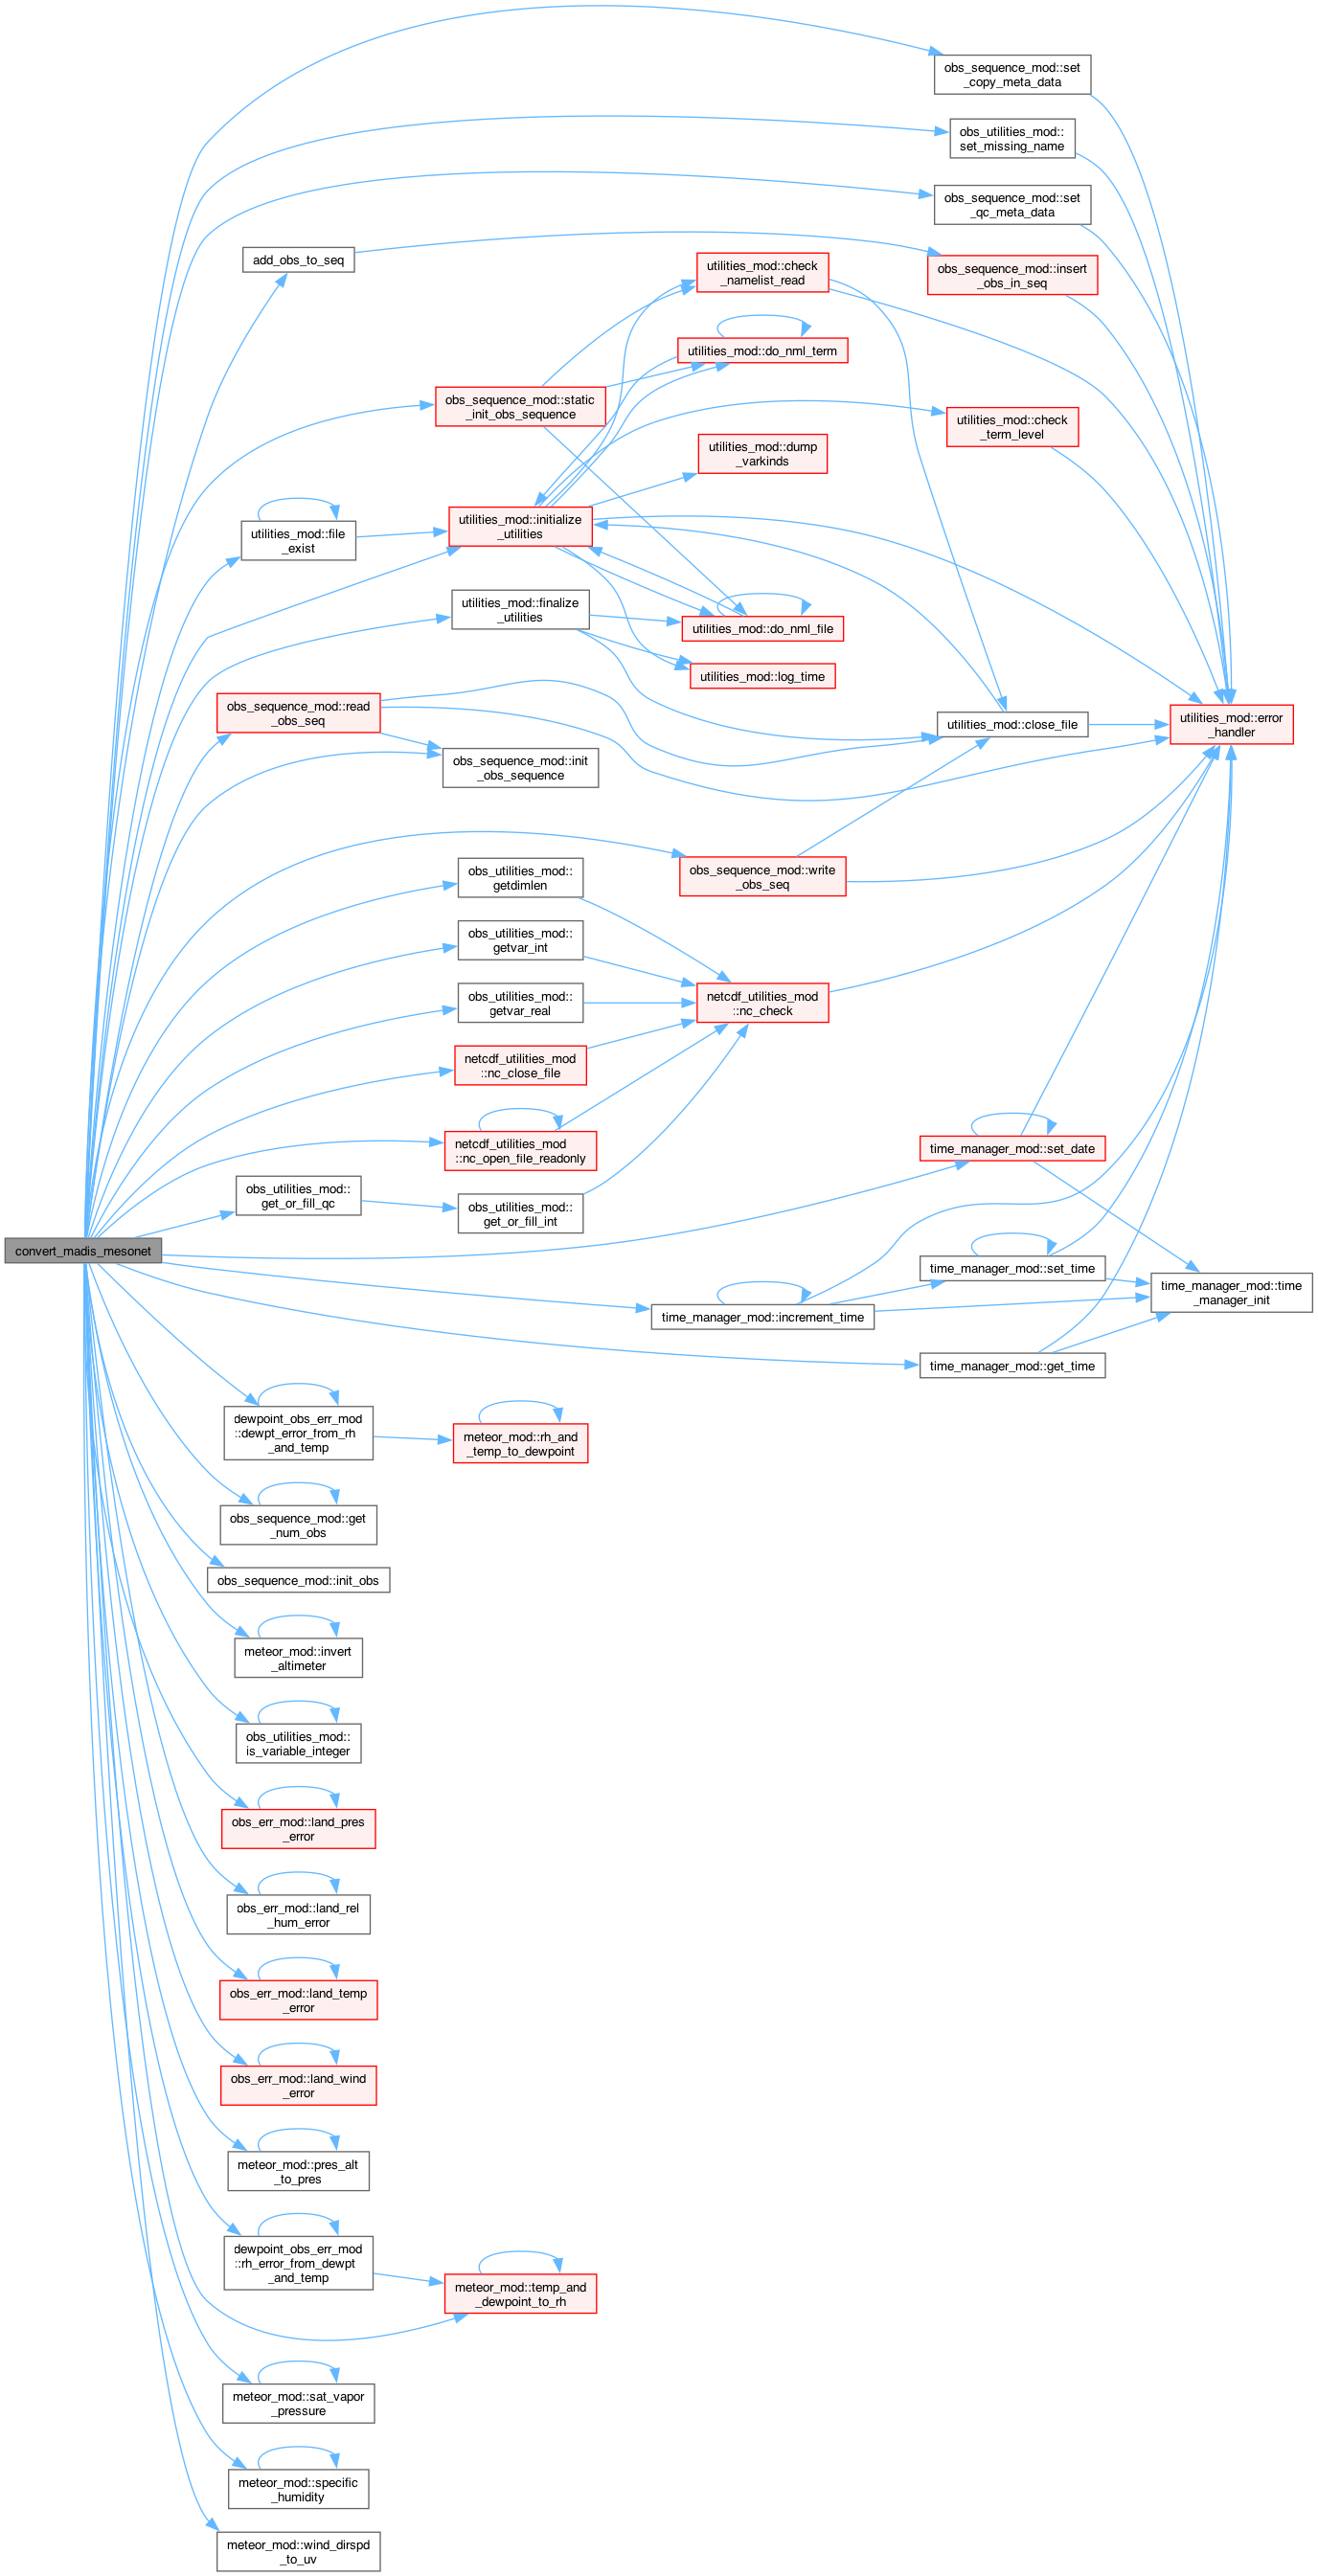 obs_sequence_mod::set
_copy_meta_data
obs_utilities_mod::
set_missing_name
obs_sequence_mod::set
_qc_meta_data
add_obs_to_seq
utilities_mod::check
_namelist_read
obs_sequence_mod::insert
_obs_in_seq
utilities_mod::do_nml_term
obs_sequence_mod::static
_init_obs_sequence
utilities_mod::check
_term_level
utilities_mod::dump
_varkinds
utilities_mod::file
_exist
utilities_mod::initialize
_utilities
utilities_mod::finalize
_utilities
utilities_mod::do_nml_file
utilities_mod::log_time
obs_sequence_mod::read
_obs_seq
utilities_mod::close_file
utilities_mod::error
_handler
obs_sequence_mod::init
_obs_sequence
obs_sequence_mod::write
_obs_seq
obs_utilities_mod::
getdimlen
obs_utilities_mod::
getvar_int
obs_utilities_mod::
getvar_real
netcdf_utilities_mod
::nc_check
netcdf_utilities_mod
::nc_close_file
netcdf_utilities_mod
::nc_open_file_readonly
time_manager_mod::set_date
obs_utilities_mod::
get_or_fill_qc
obs_utilities_mod::
get_or_fill_int
convert_madis_mesonet
time_manager_mod::set_time
time_manager_mod::time
_manager_init
time_manager_mod::increment_time
time_manager_mod::get_time
dewpoint_obs_err_mod
::dewpt_error_from_rh
_and_temp
meteor_mod::rh_and
_temp_to_dewpoint
obs_sequence_mod::get
_num_obs
obs_sequence_mod::init_obs
meteor_mod::invert
_altimeter
obs_utilities_mod::
is_variable_integer
obs_err_mod::land_pres
_error
obs_err_mod::land_rel
_hum_error
obs_err_mod::land_temp
_error
obs_err_mod::land_wind
_error
meteor_mod::pres_alt
_to_pres
dewpoint_obs_err_mod
::rh_error_from_dewpt
_and_temp
meteor_mod::temp_and
_dewpoint_to_rh
meteor_mod::sat_vapor
_pressure
meteor_mod::specific
_humidity
meteor_mod::wind_dirspd
_to_uv